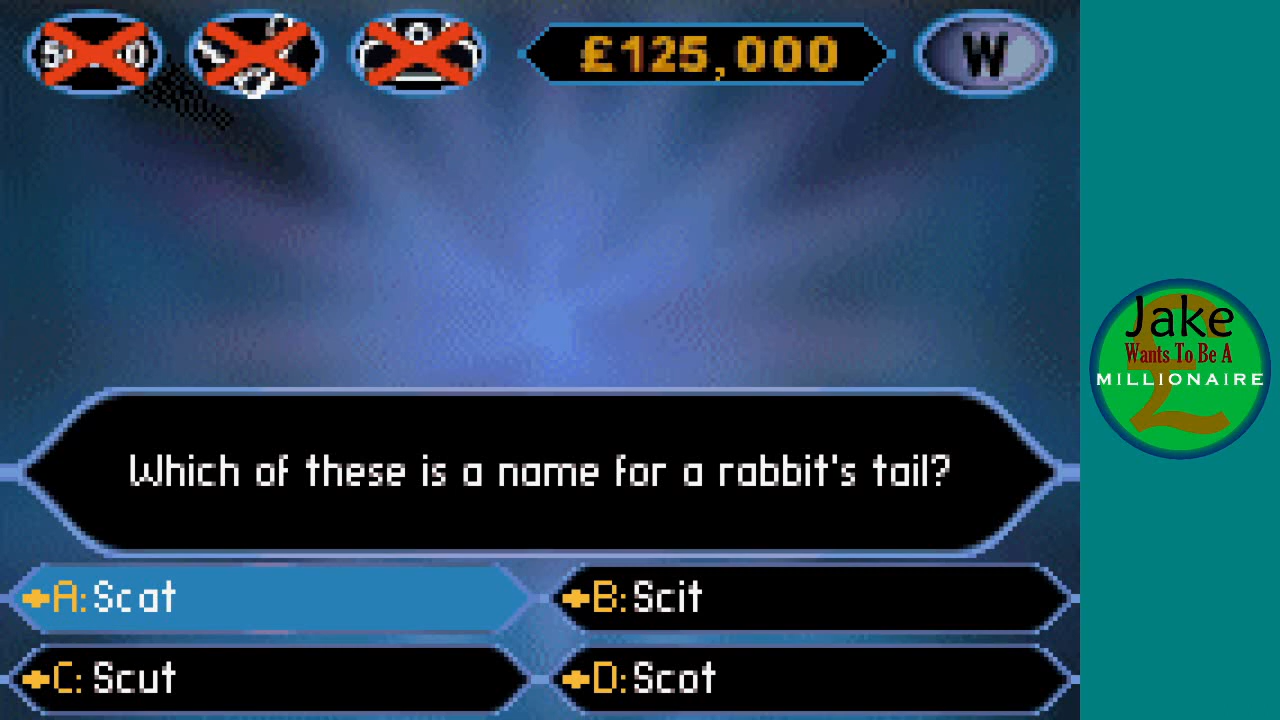 £125,000
W
Which of these is a name for a rabbit's tail?
A: Scat
B: Scit
C: Scut
D: Scot
Jake
Wants To Be A
MILLIONAIRE